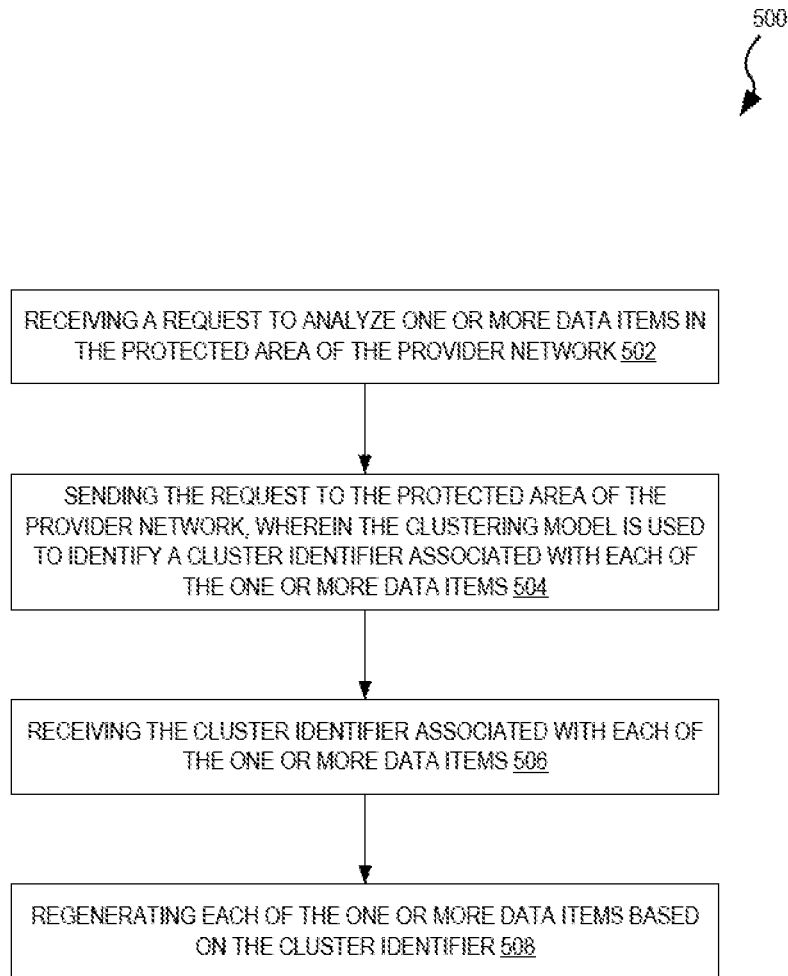 500
RECEIVING A REQUEST TO ANALYZE ONE OR MORE DATA ITEMS IN
THE PROTECTED AREA OF THE PROVIDER NETWORK 502
SENDING THE REQUEST TO THE PROTECTED AREA OF THE
PROVIDER NETWORK, WHEREIN THE CLUSTERING MODEL IS USED
TO IDENTIFY A CLUSTER IDENTIFIER ASSOCIATED WITH EACH OF
THE ONE OR MORE DATA ITEMS 504
RECEIVING THE CLUSTER IDENTIFIER ASSOCIATED WITH EACH OF
THE ONE OR MORE DATA ITEMS 506
REGENERATING EACH OF THE ONE OR MORE DATA ITEMS BASED
ON THE CLUSTER IDENTIFIER 508